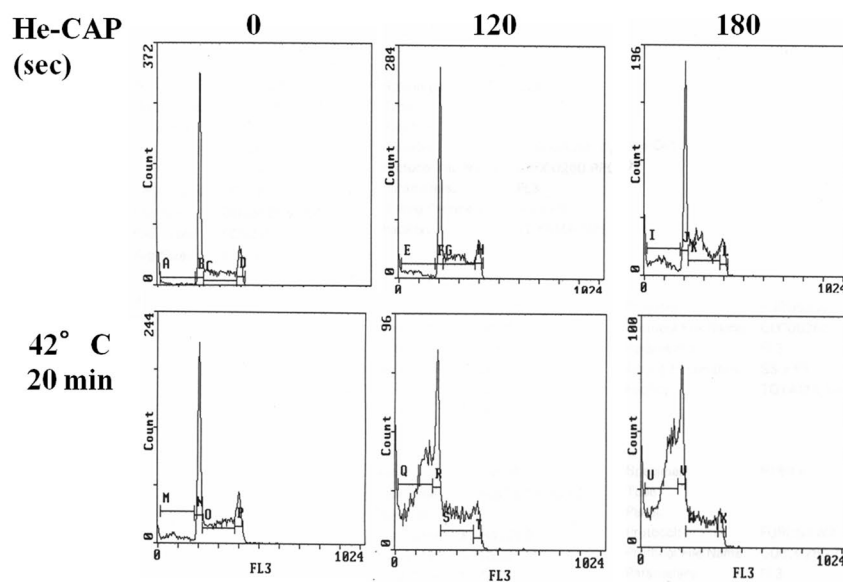 He-CAP 0 120 180
(sec)
372
Count
0
A B C D
284
Count
0
E F G H
0 1024
196
Count
0
I J K L
0 1024
42° C
20 min
244
Count
0
M N O P
0 1024
FL3
96
Count
0
Q R S T
0 1024
FL3
100
Count
0
U V X
0 1024
FL3